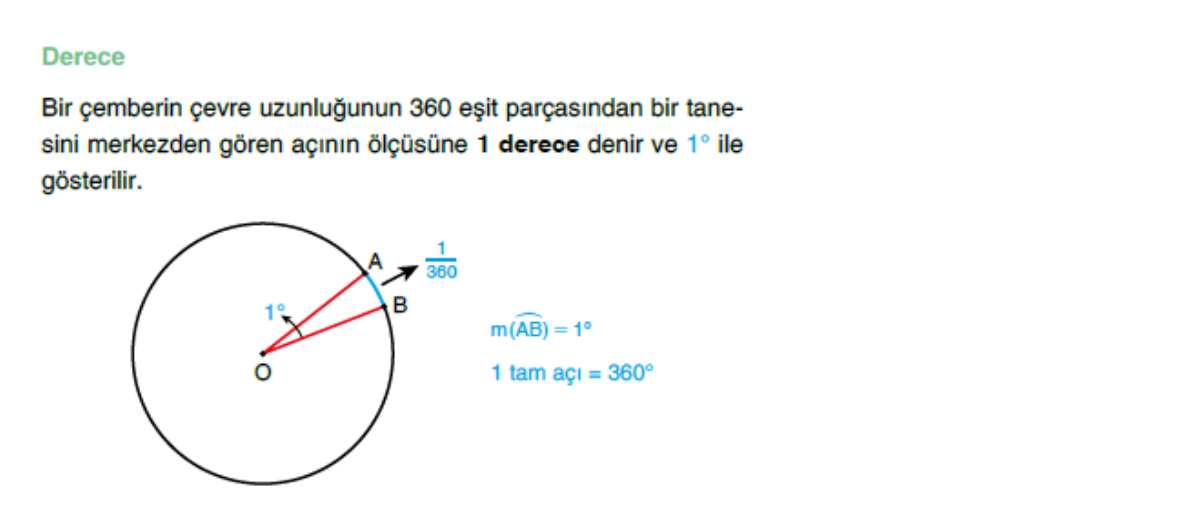 Derece
Bir çemberin çevre uzunluğunun 360 eşit parçasından bir tane-
sini merkezden gören açının ölçüsüne 1 derece denir ve 1° ile
gösterilir.
A
1
360
B
1°
O
m(AB) = 1°
1 tam açı = 360°